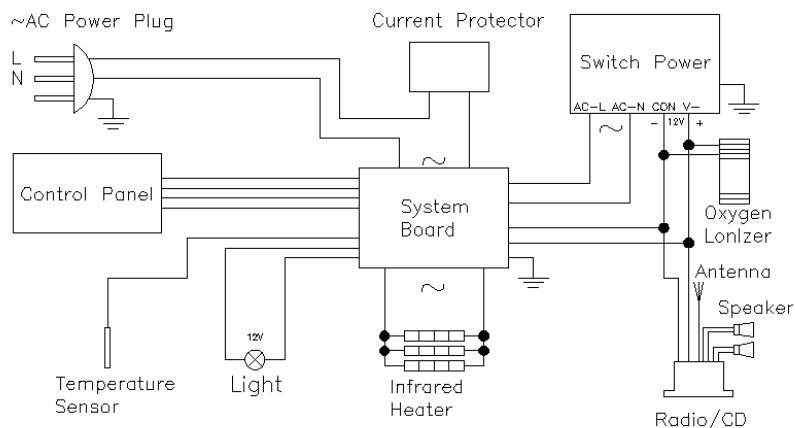 ~AC Power Plug
Current Protector
L
N
Switch Power
AC-L AC-N CON V-
~ - 12V +
Control Panel
~
System
Board
Oxygen
LonIzer
~
Antenna
Speaker
12V
Light
Temperature
Sensor
Infrared
Heater
Radio/CD